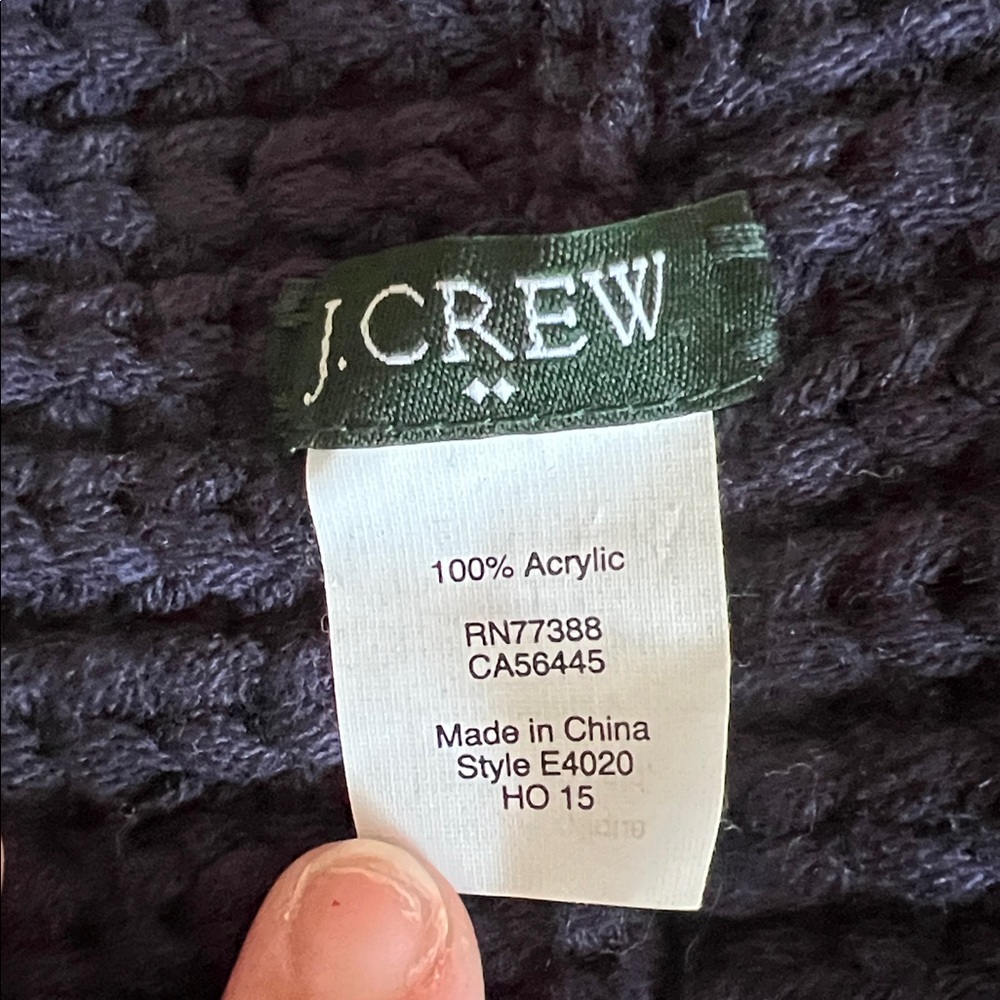 J.CREW
100% Acrylic
RN77388
CA56445
Made in China
Style E4020
HO 15